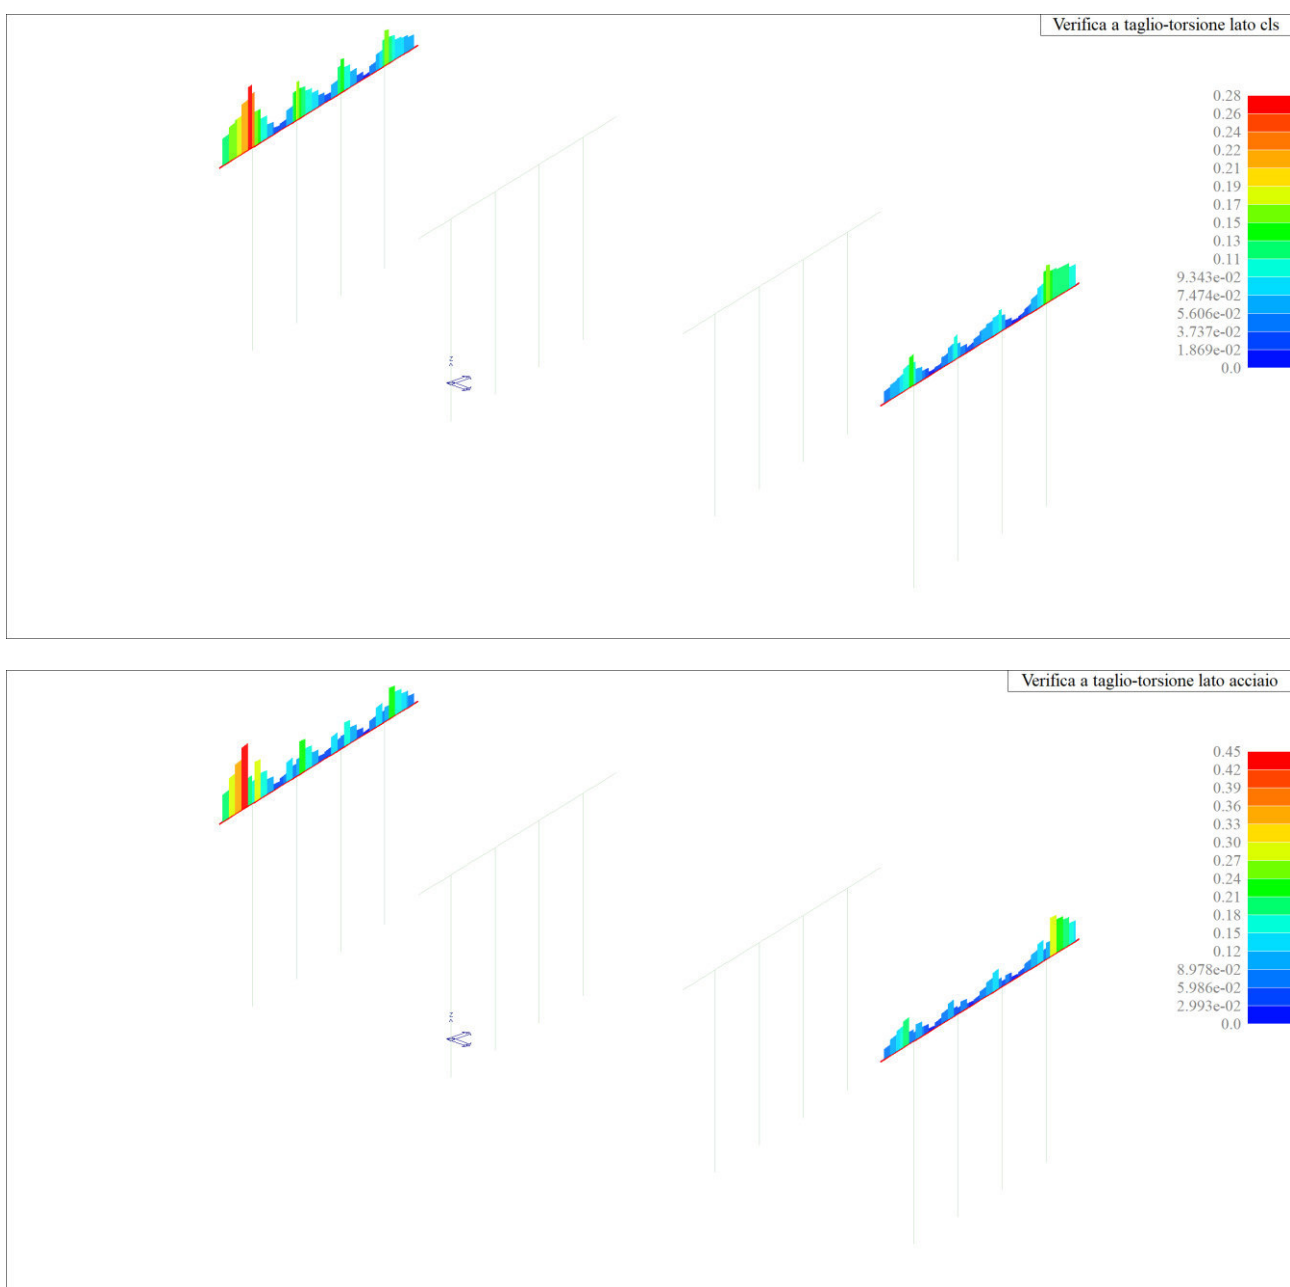 Verifica a taglio-torsione lato cls
0.28
0.26
0.24
0.22
0.21
0.19
0.17
0.15
0.13
0.11
9.343e-02
7.474e-02
5.606e-02
3.737e-02
1.869e-02
0.0
Z
Verifica a taglio-torsione lato acciaio
0.45
0.42
0.39
0.36
0.33
0.30
0.27
0.24
0.21
0.18
0.15
0.12
8.978e-02
5.986e-02
2.993e-02
0.0
Z